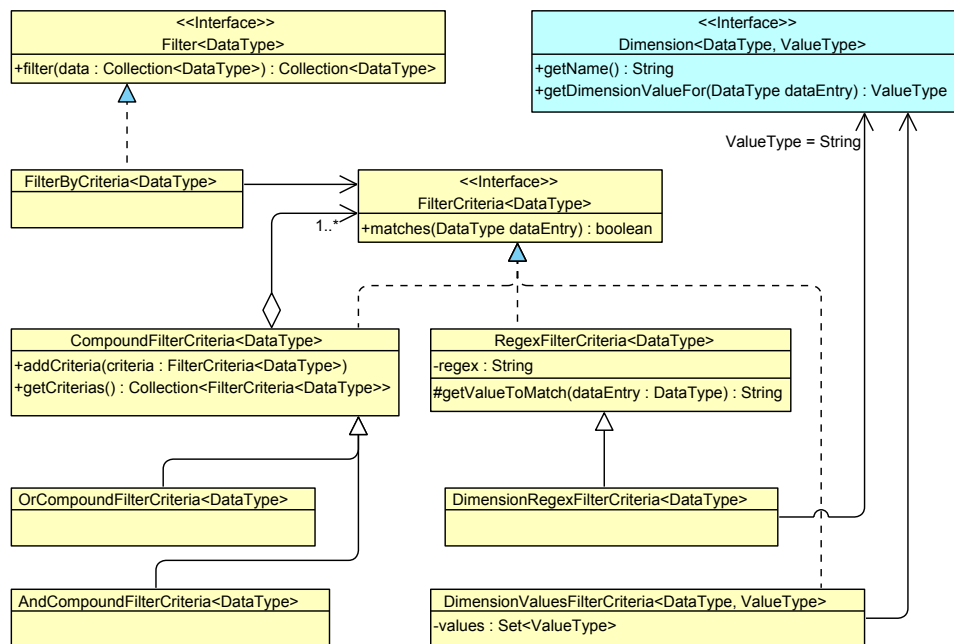 <<Interface>>
Filter<DataType>
+filter(data : Collection<DataType>) : Collection<DataType>
<<Interface>>
Dimension<DataType, ValueType>
+getName() : String
+getDimensionValueFor(DataType dataEntry) : ValueType
ValueType = String
FilterByCriteria<DataType>
<<Interface>>
FilterCriteria<DataType>
+matches(DataType dataEntry) : boolean
1..*
CompoundFilterCriteria<DataType>
+addCriteria(criteria : FilterCriteria<DataType>)
+getCriterias() : Collection<FilterCriteria<DataType>>
RegexFilterCriteria<DataType>
-regex : String
#getValueToMatch(dataEntry : DataType) : String
OrCompoundFilterCriteria<DataType>
DimensionRegexFilterCriteria<DataType>
AndCompoundFilterCriteria<DataType>
DimensionValuesFilterCriteria<DataType, ValueType>
-values : Set<ValueType>